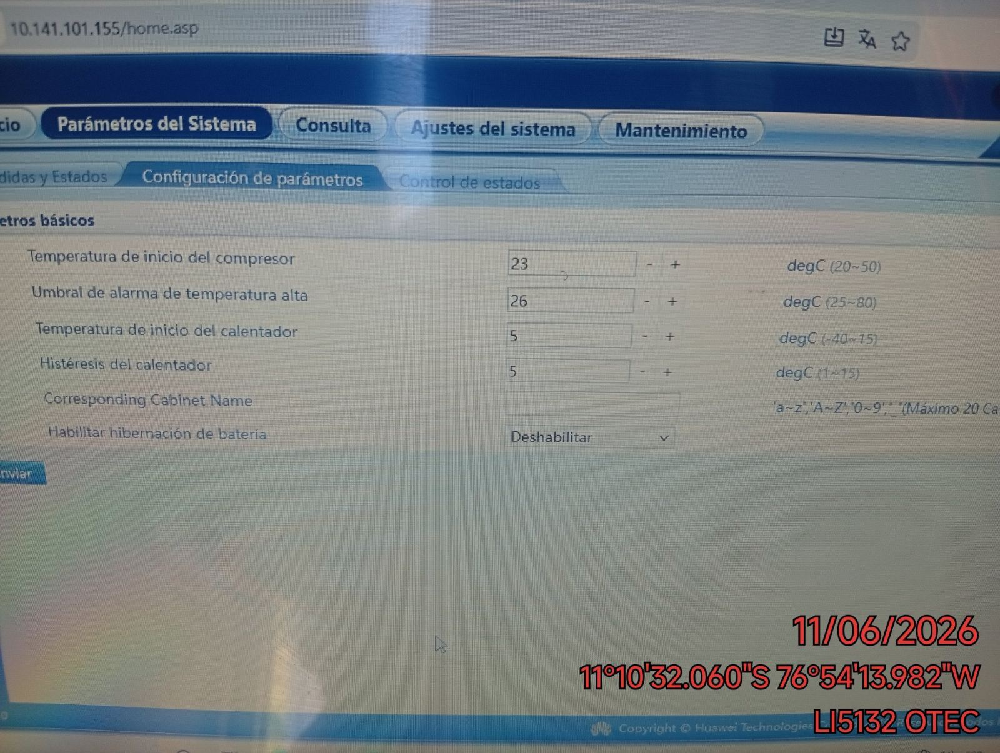 10.141.101.155/home.asp
cio Parámetros del Sistema Consulta Ajustes del sistema Mantenimiento
didas y Estados Configuración de parámetros Control de estados
etros básicos
Temperatura de inicio del compresor 23 - + degC (20~50)
Umbral de alarma de temperatura alta 26 - + degC (25~80)
Temperatura de inicio del calentador 5 - + degC (-40~15)
Histéresis del calentador 5 - + degC (1~15)
Corresponding Cabinet Name 'a~z','A~Z','0~9','_'(Máximo 20 Ca
Habilitar hibernación de batería Deshabilitar
nviar
11/06/2026
11°10'32.060"S 76°54'13.982"W
LI5132 OTEC
Copyright © Huawei Technologies